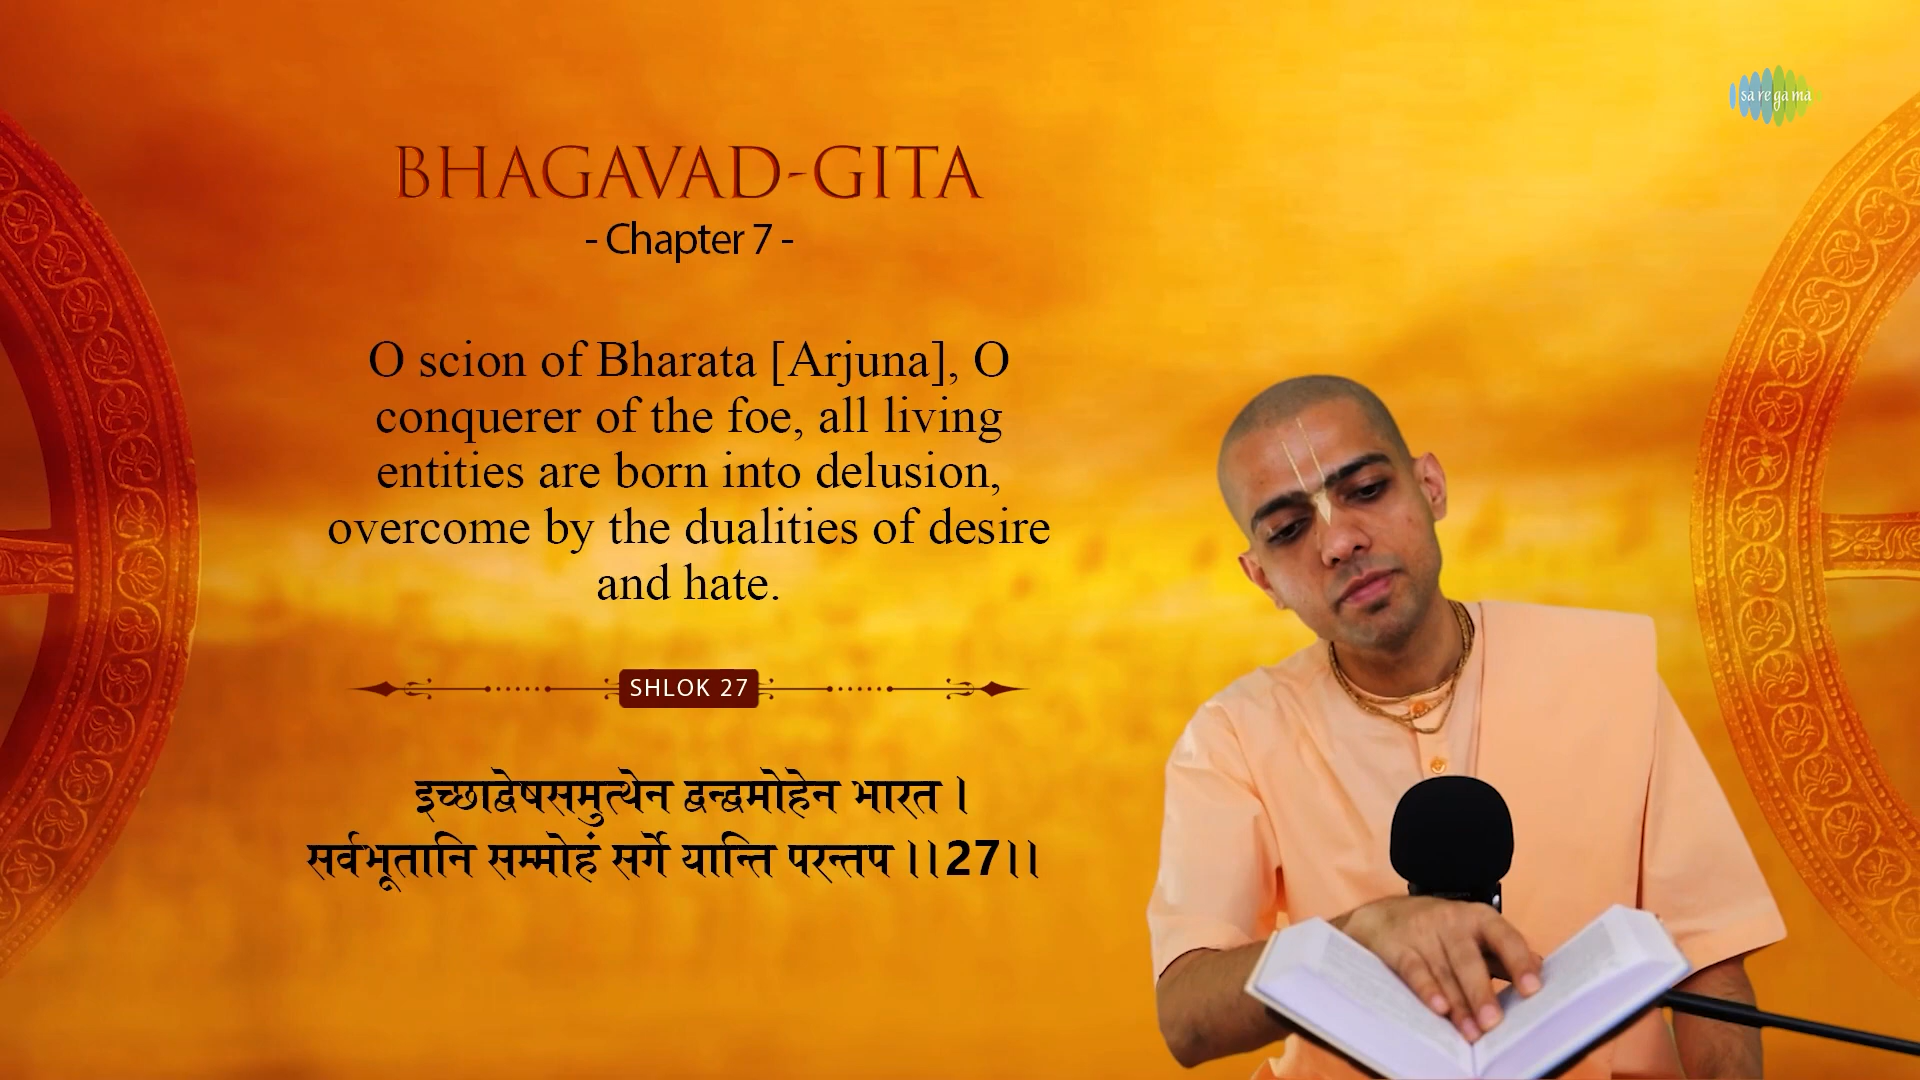 sa re ga ma
BHAGAVAD-GITA
- Chapter 7 -
O scion of Bharata [Arjuna], O
conquerer of the foe, all living
entities are born into delusion,
overcome by the dualities of desire
and hate.
SHLOK 27
इच्छाद्वेषसमुत्थेन द्वन्द्वमोहेन भारत ।
सर्वभूतानि सम्मोहं सर्गे यान्ति परन्तप ।।27।।